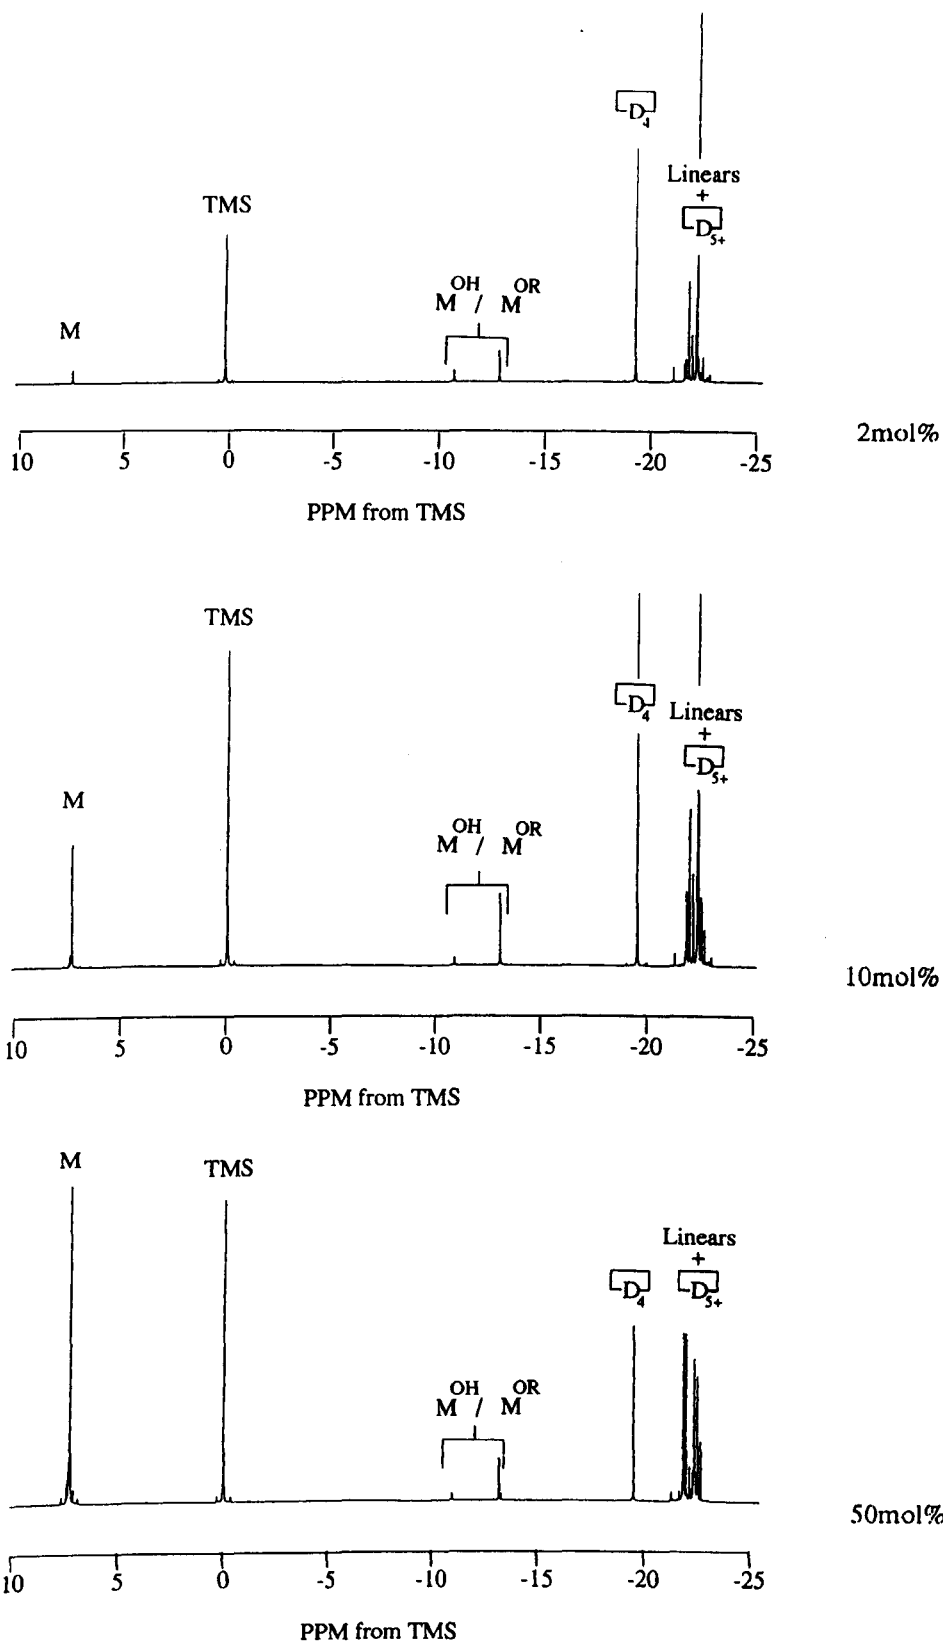 D4
Linears
+
D5+
TMS
M
M^OH / M^OR
10 5 0 -5 -10 -15 -20 -25
2mol%
PPM from TMS
TMS
D4
Linears
+
D5+
M
M^OH / M^OR
10mol%
10 5 0 -5 -10 -15 -20 -25
PPM from TMS
M
TMS
Linears
+
D4 D5+
M^OH / M^OR
50mol%
10 5 0 -5 -10 -15 -20 -25
PPM from TMS